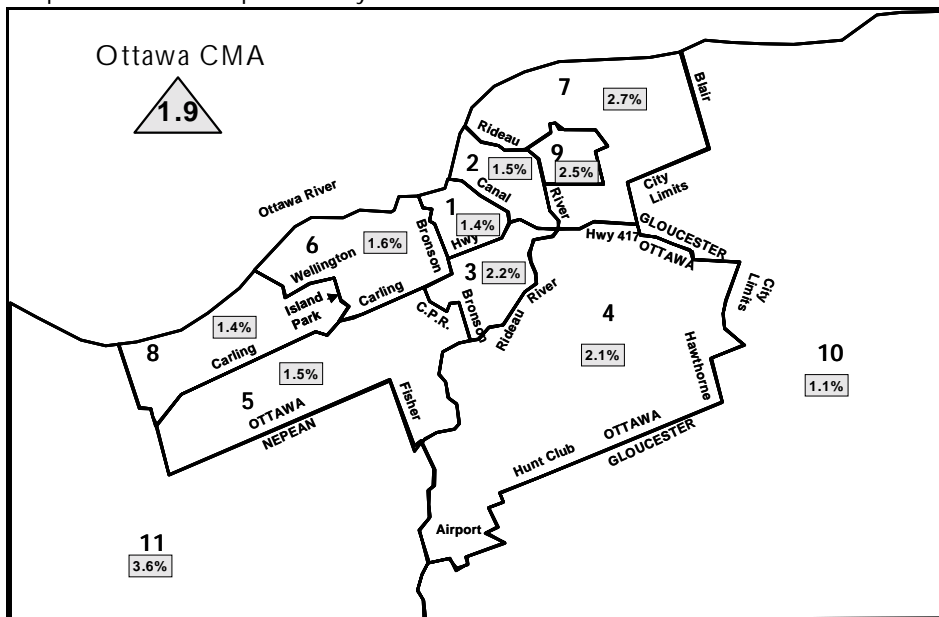 Ottawa CMA
1.9
7
2.7%
Blair
Rideau
9
2.5%
2
1.5%
Canal
River
City
Limits
Ottawa River
1
1.4%
Hwy
Bronson
6
1.6%
Wellington
GLOUCESTER
Hwy 417
OTTAWA
City
Limits
3
2.2%
Island
Park
Carling
C.P.R.
Bronson
Rideau
River
4
2.1%
Hawthorne
10
1.1%
8
1.4%
Carling
1.5%
5
OTTAWA
NEPEAN
Fisher
Hunt Club
OTTAWA
GLOUCESTER
Airport
11
3.6%